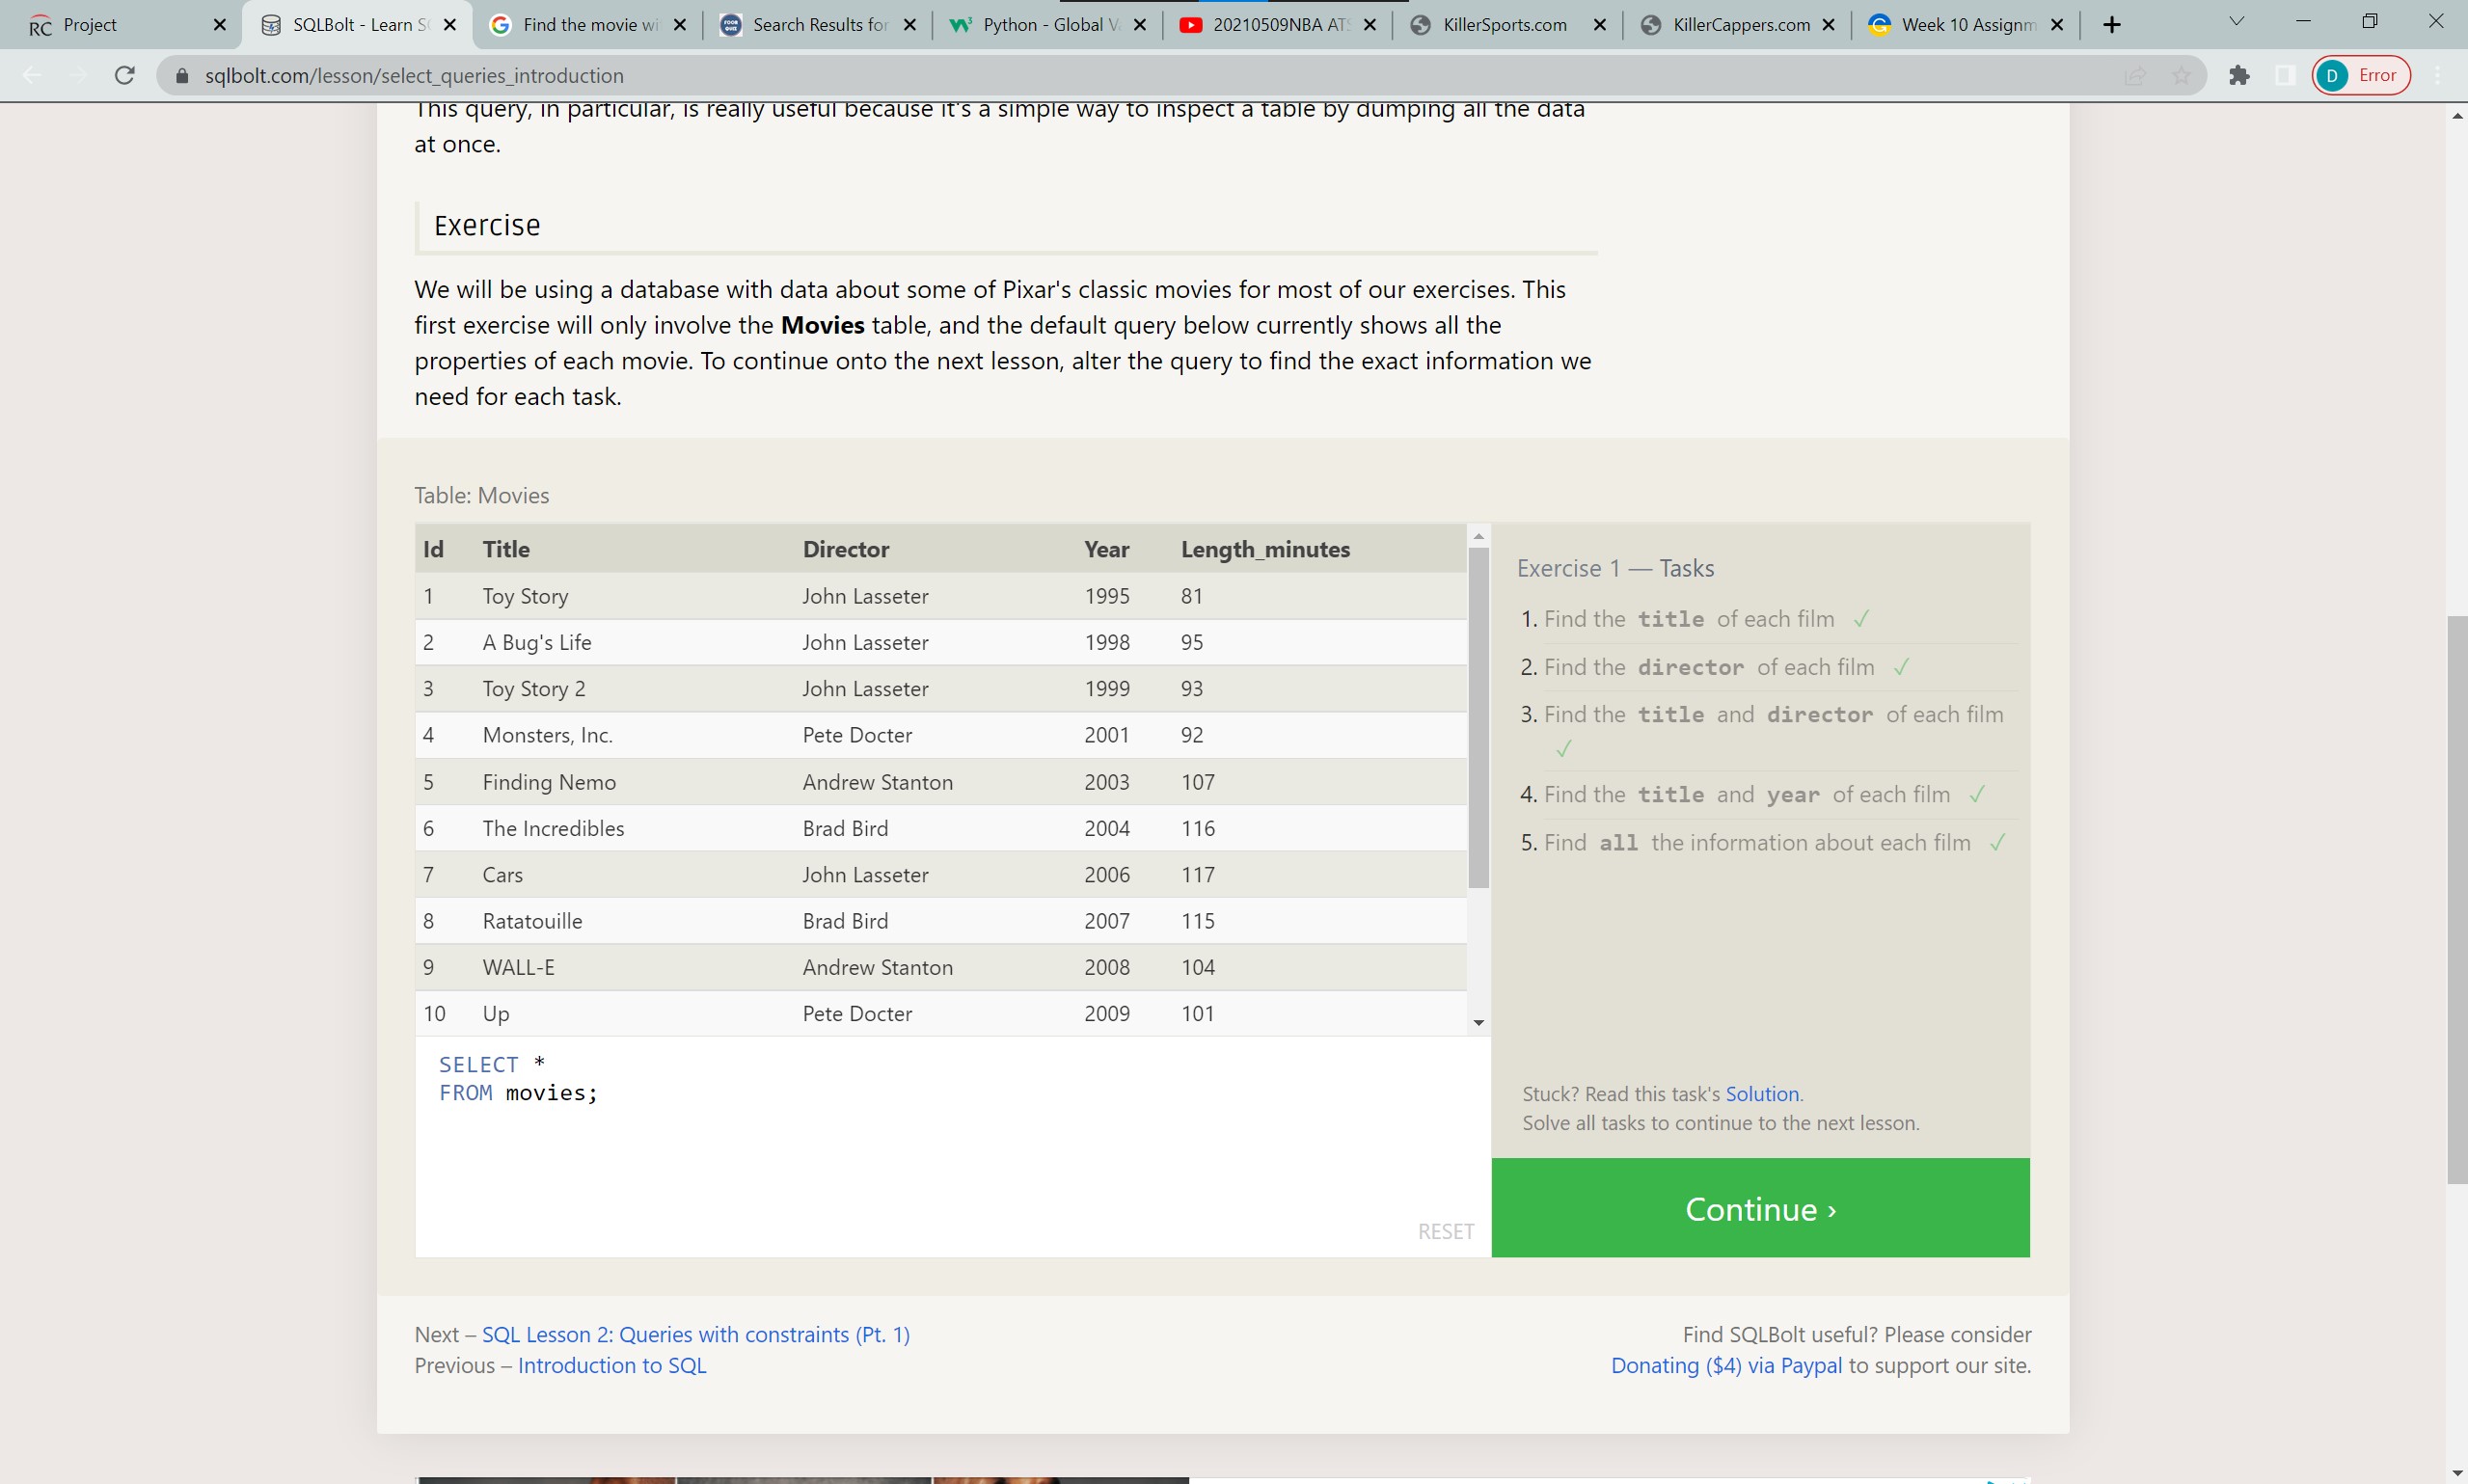 RC Project
SQLBolt - Learn S
Find the movie wi
Search Results for
Python - Global V
20210509NBA AT
KillerSports.com
KillerCappers.com
Week 10 Assignm
sqlbolt.com/lesson/select_queries_introduction
D Error
This query, in particular, is really useful because it's a simple way to inspect a table by dumping all the data
at once.
Exercise
We will be using a database with data about some of Pixar's classic movies for most of our exercises. This
first exercise will only involve the Movies table, and the default query below currently shows all the
properties of each movie. To continue onto the next lesson, alter the query to find the exact information we
need for each task.
Table: Movies
Id Title Director Year Length_minutes
1 Toy Story John Lasseter 1995 81
2 A Bug's Life John Lasseter 1998 95
3 Toy Story 2 John Lasseter 1999 93
4 Monsters, Inc. Pete Docter 2001 92
5 Finding Nemo Andrew Stanton 2003 107
6 The Incredibles Brad Bird 2004 116
7 Cars John Lasseter 2006 117
8 Ratatouille Brad Bird 2007 115
9 WALL-E Andrew Stanton 2008 104
10 Up Pete Docter 2009 101
SELECT *
FROM movies;
RESET
Exercise 1 — Tasks
1. Find the title of each film ✓
2. Find the director of each film ✓
3. Find the title and director of each film
✓
4. Find the title and year of each film ✓
5. Find all the information about each film ✓
Stuck? Read this task's Solution.
Solve all tasks to continue to the next lesson.
Continue ›
Next – SQL Lesson 2: Queries with constraints (Pt. 1)
Previous – Introduction to SQL
Find SQLBolt useful? Please consider
Donating ($4) via Paypal to support our site.